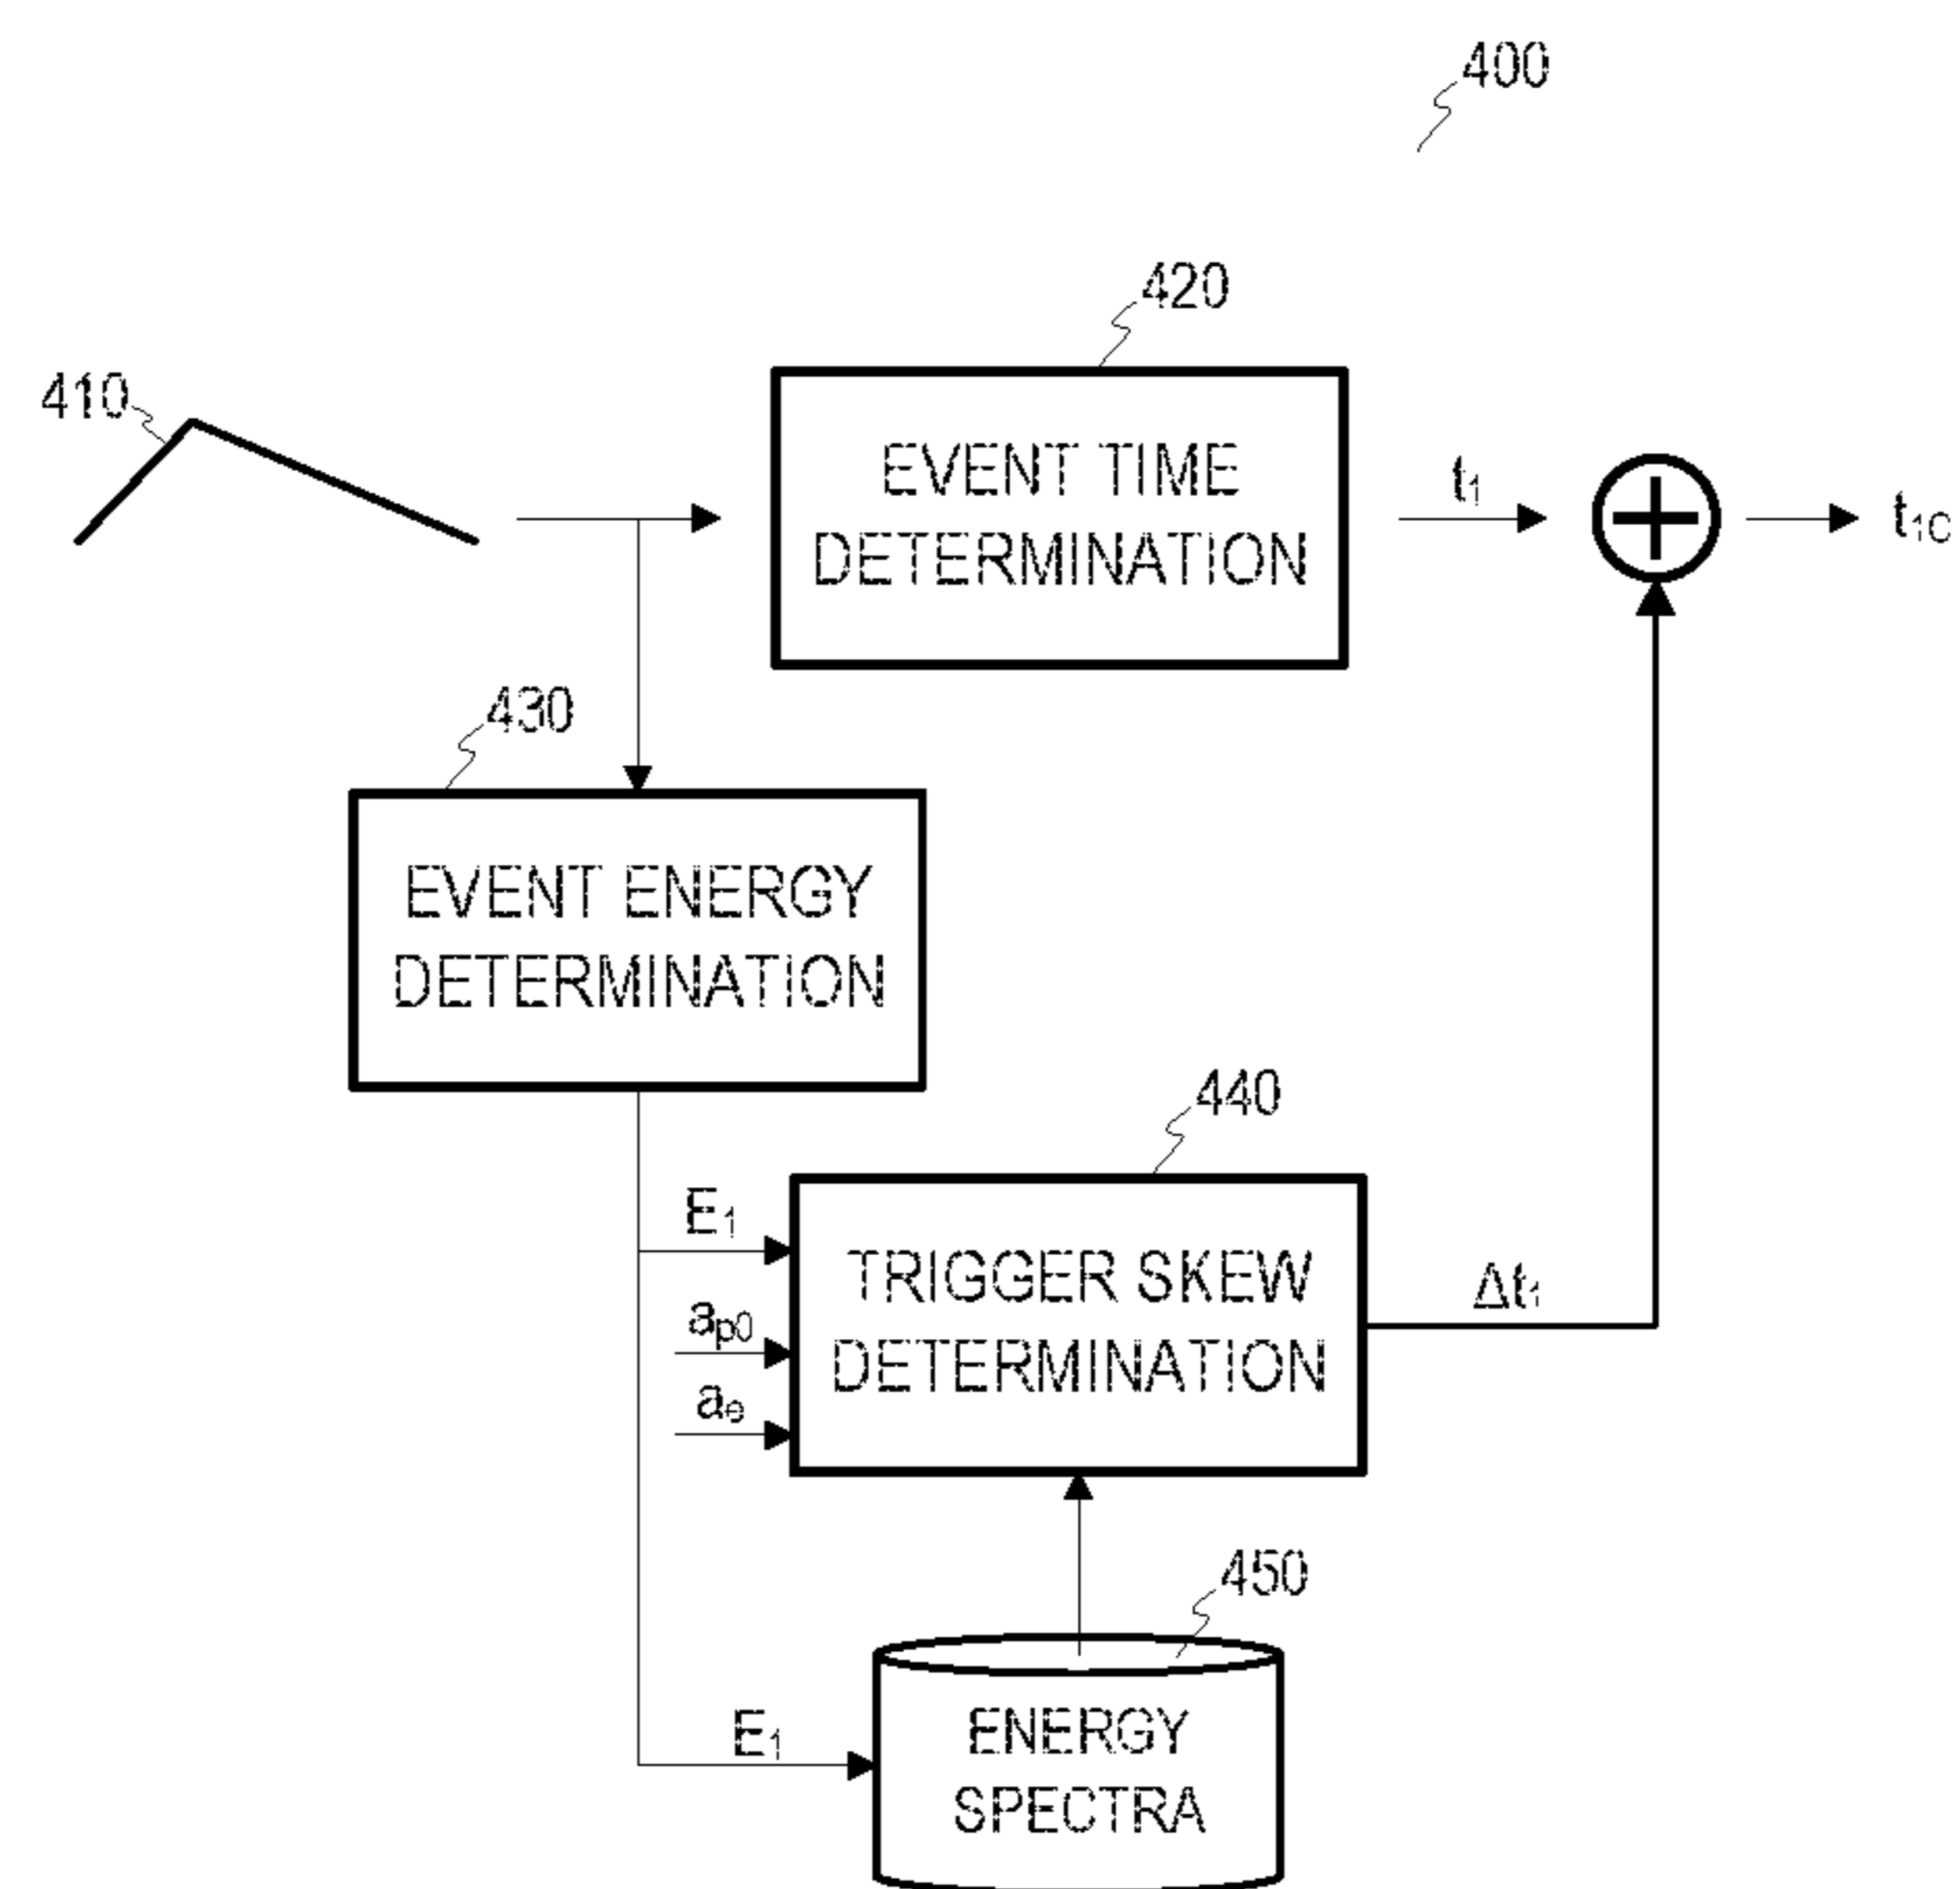 400
420
410
EVENT TIME
DETERMINATION
t₁
t₁C
430
EVENT ENERGY
DETERMINATION
440
E₁
TRIGGER SKEW
DETERMINATION
aₚ₀
aₑ
Δt₁
450
E₁
ENERGY
SPECTRA